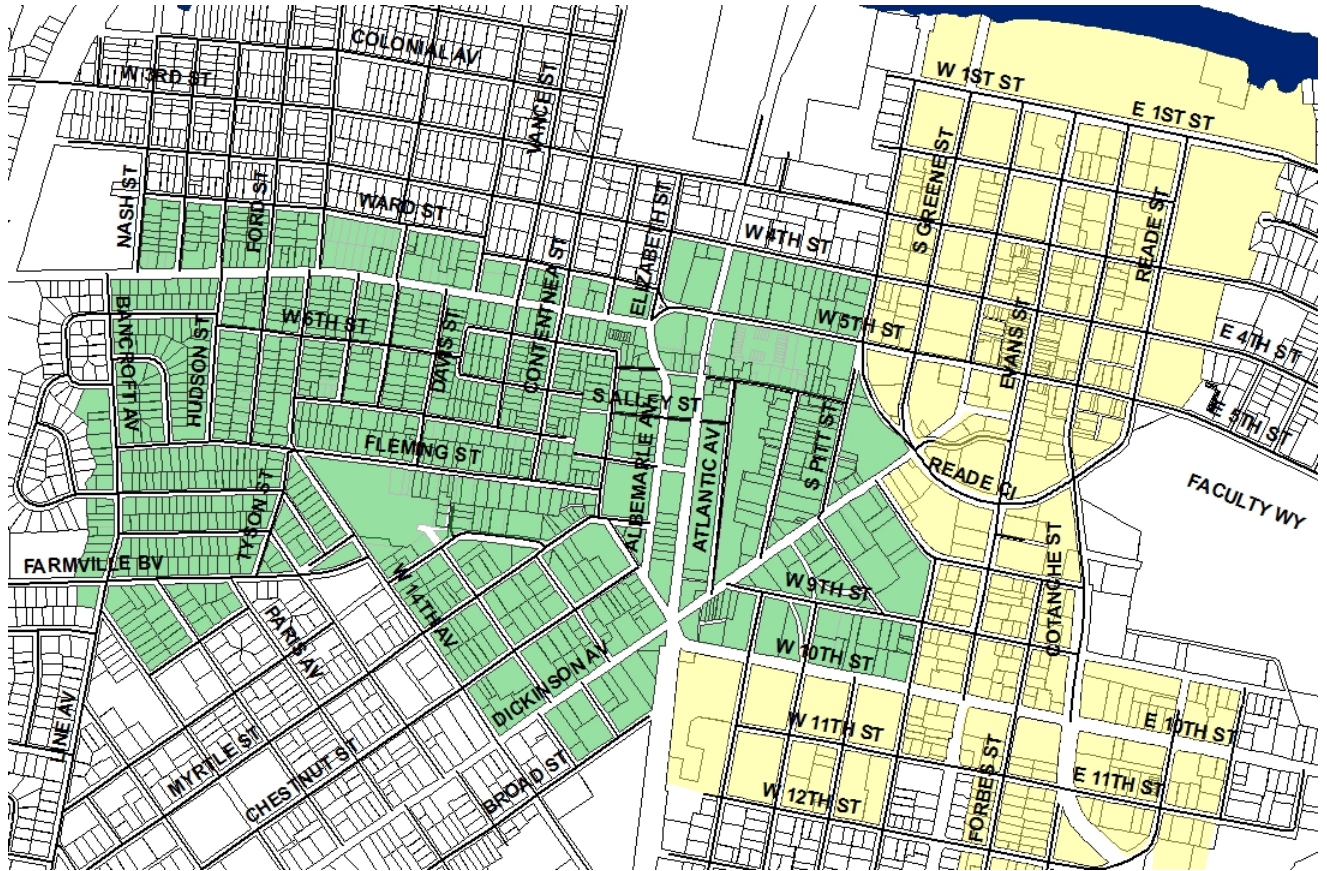 COLONIAL AV
W 3RD ST
VANCE ST
W 1ST ST
E 1ST ST
NASH ST
FORD ST
WARD ST
ELIZABETH ST
W 4TH ST
S GREENE ST
READE ST
BANCROFT AV
HUDSON ST
W 6TH ST
DAVIS ST
CONTENTNEA ST
W 5TH ST
EVANS ST
E 4TH ST
E 5TH ST
S ALLEY ST
FLEMING ST
ALBEMARLE AVE
ATLANTIC AV
S PITT ST
READE CI
FACULTY WY
TYSON ST
FARMVILLE BV
W 14TH AV
PARIS AV
W 9TH ST
COTANCHE ST
W 10TH ST
DICKINSON AV
LINE AV
MYRTLE ST
CHESTNUT ST
BROAD ST
W 11TH ST
W 12TH ST
FORBES ST
E 10TH ST
E 11TH ST